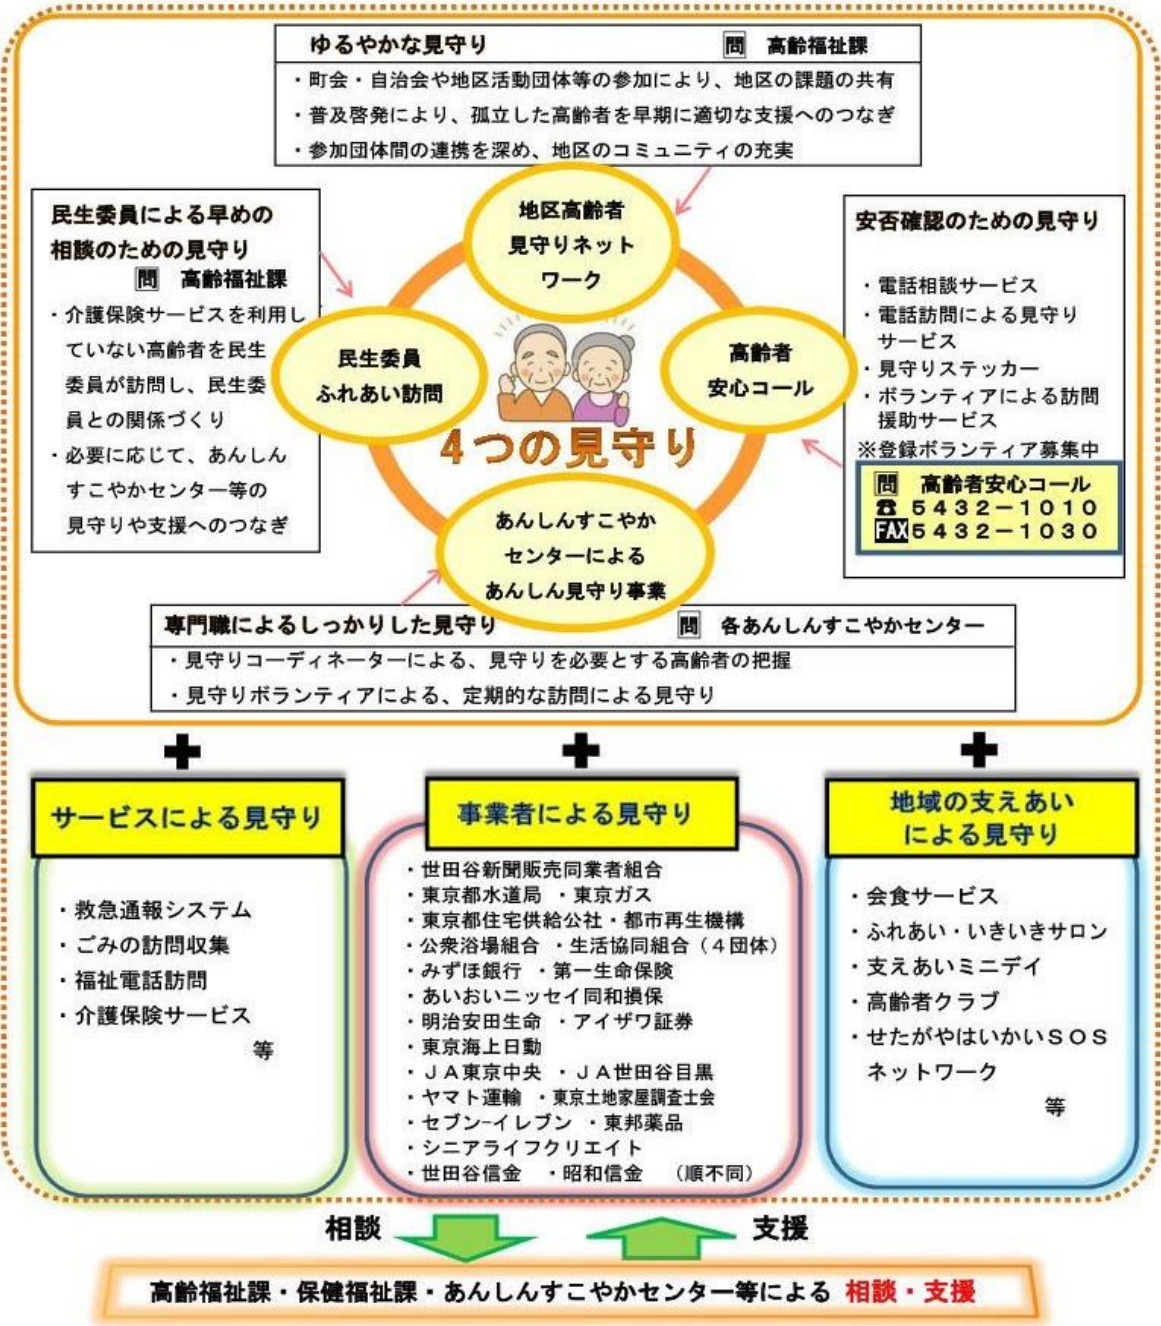 ゆるやかな見守り　問 高齢福祉課
・町会・自治会や地区活動団体等の参加により、地区の課題の共有
・普及啓発により、孤立した高齢者を早期に適切な支援へのつなぎ
・参加団体間の連携を深め、地区のコミュニティの充実
民生委員による早めの
相談のための見守り
問 高齢福祉課
・介護保険サービスを利用し
ていない高齢者を民生
委員が訪問し、民生委
員との関係づくり
・必要に応じて、あんしん
すこやかセンター等の
見守りや支援へのつなぎ
地区高齢者
見守りネット
ワーク
民生委員
ふれあい訪問
高齢者
安心コール
4つの見守り
あんしんすこやか
センターによる
あんしん見守り事業
安否確認のための見守り
・電話相談サービス
・電話訪問による見守り
サービス
・見守りステッカー
・ボランティアによる訪問
援助サービス
※登録ボランティア募集中
問 高齢者安心コール
☎５４３２－１０１０
FAX５４３２－１０３０
専門職によるしっかりした見守り　問 各あんしんすこやかセンター
・見守りコーディネーターによる、見守りを必要とする高齢者の把握
・見守りボランティアによる、定期的な訪問による見守り
＋　＋　＋
サービスによる見守り
・救急通報システム
・ごみの訪問収集
・福祉電話訪問
・介護保険サービス
等
事業者による見守り
・世田谷新聞販売同業者組合
・東京都水道局 ・東京ガス
・東京都住宅供給公社・都市再生機構
・公衆浴場組合 ・生活協同組合（４団体）
・みずほ銀行 ・第一生命保険
・あいおいニッセイ同和損保
・明治安田生命 ・アイザワ証券
・東京海上日動
・ＪＡ東京中央 ・ＪＡ世田谷目黒
・ヤマト運輸 ・東京土地家屋調査士会
・セブン-イレブン ・東邦薬品
・シニアライフクリエイト
・世田谷信金 ・昭和信金 （順不同）
地域の支えあい
による見守り
・会食サービス
・ふれあい・いきいきサロン
・支えあいミニデイ
・高齢者クラブ
・せたがやはいかいＳＯＳ
ネットワーク
等
相談　支援
高齢福祉課・保健福祉課・あんしんすこやかセンター等による 相談・支援